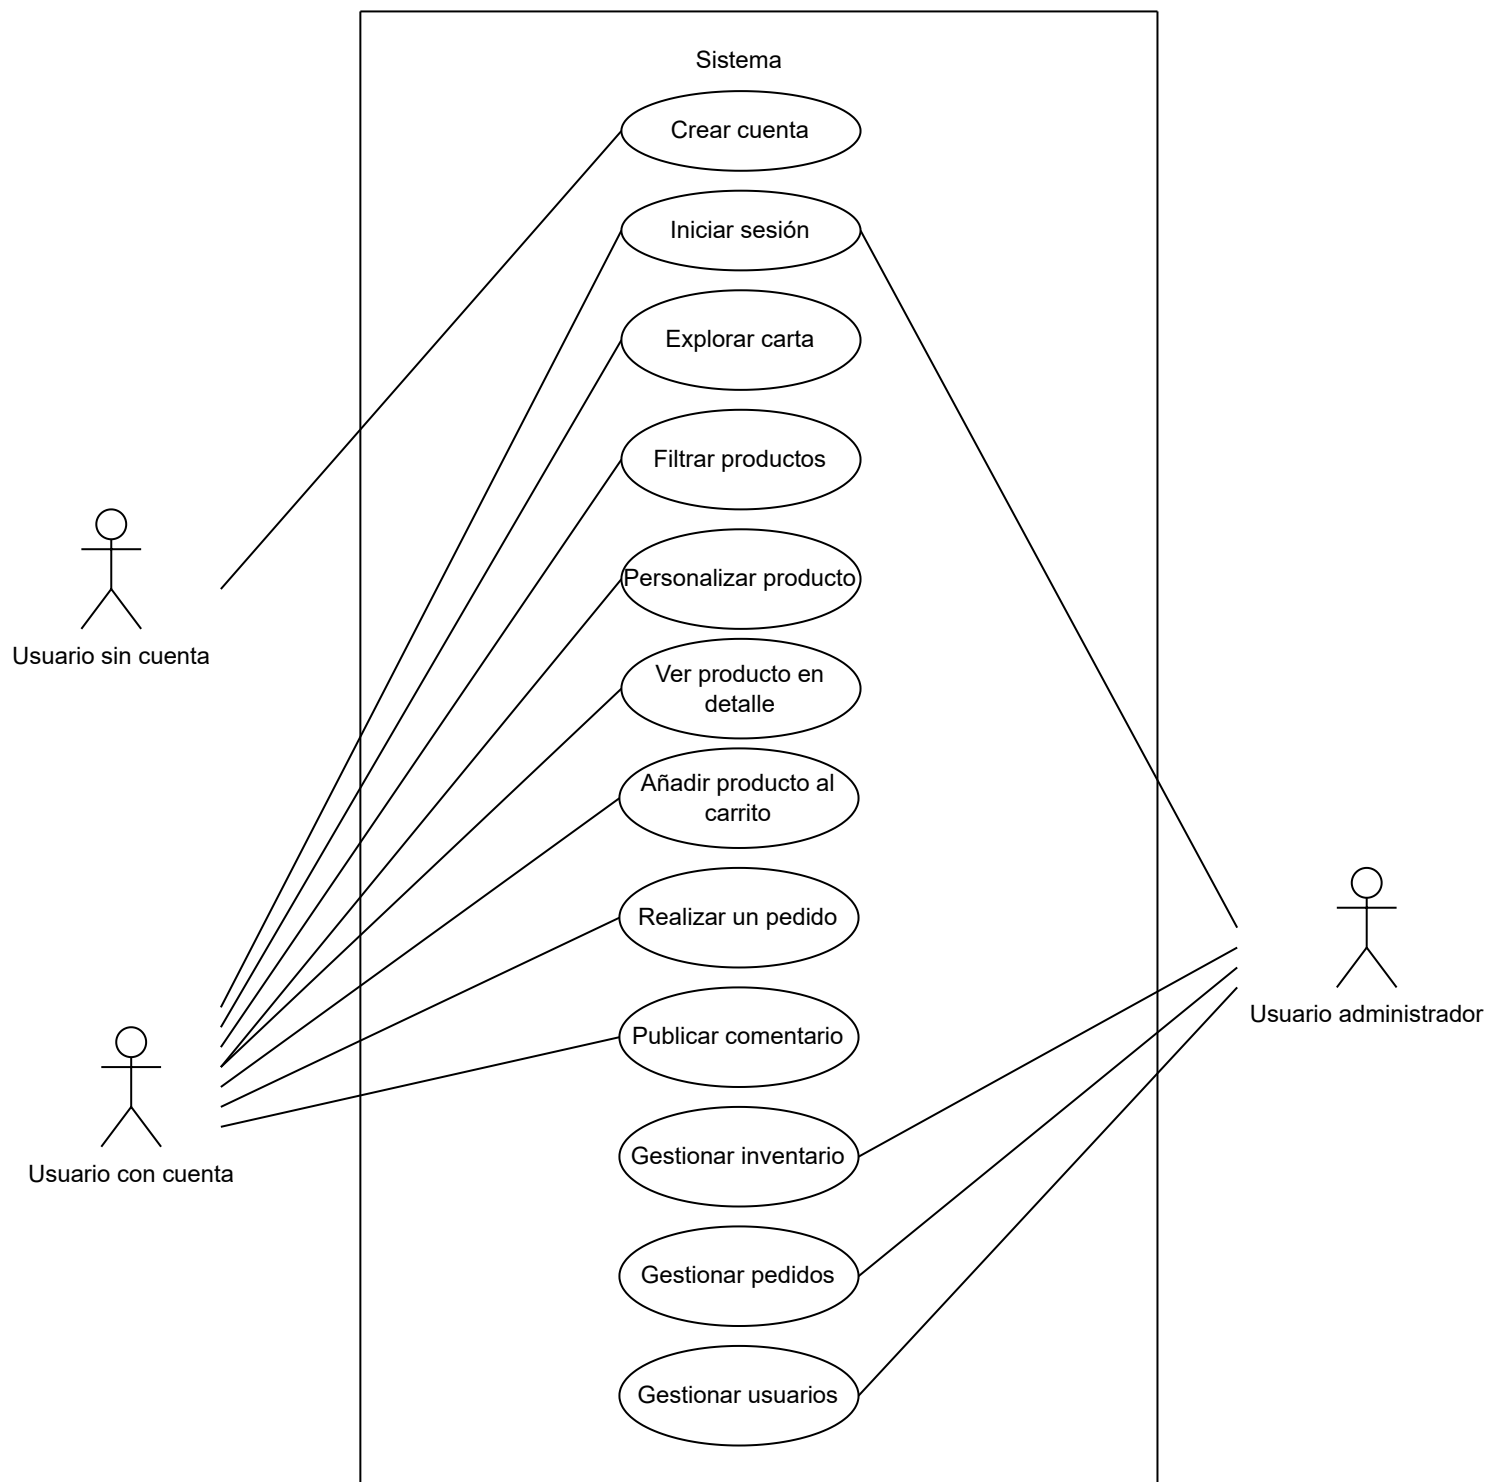 Sistema
Crear cuenta
Iniciar sesión
Explorar carta
Filtrar productos
Personalizar producto
Usuario sin cuenta
Ver producto en
detalle
Añadir producto al
carrito
Realizar un pedido
Usuario administrador
Publicar comentario
Gestionar inventario
Usuario con cuenta
Gestionar pedidos
Gestionar usuarios